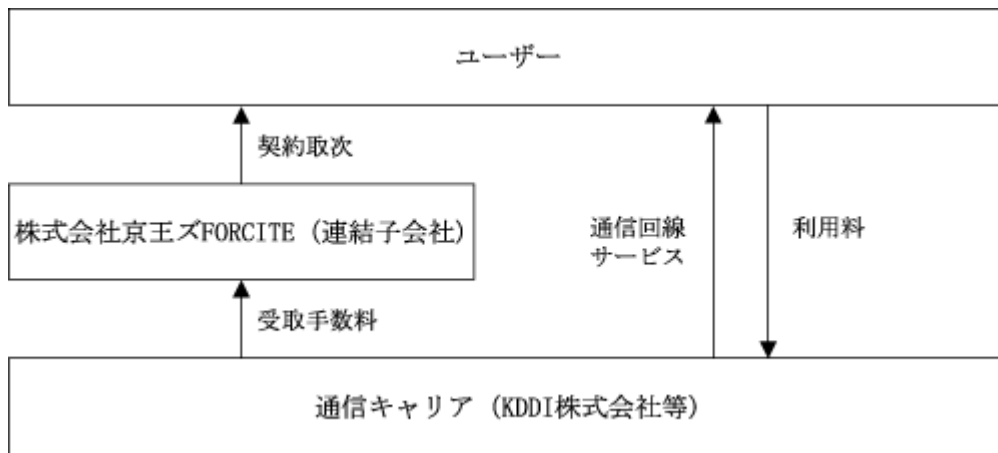 ユーザー
契約取次
株式会社京王ズFORCITE (連結子会社)
通信回線
サービス
利用料
受取手数料
通信キャリア (KDDI株式会社等)